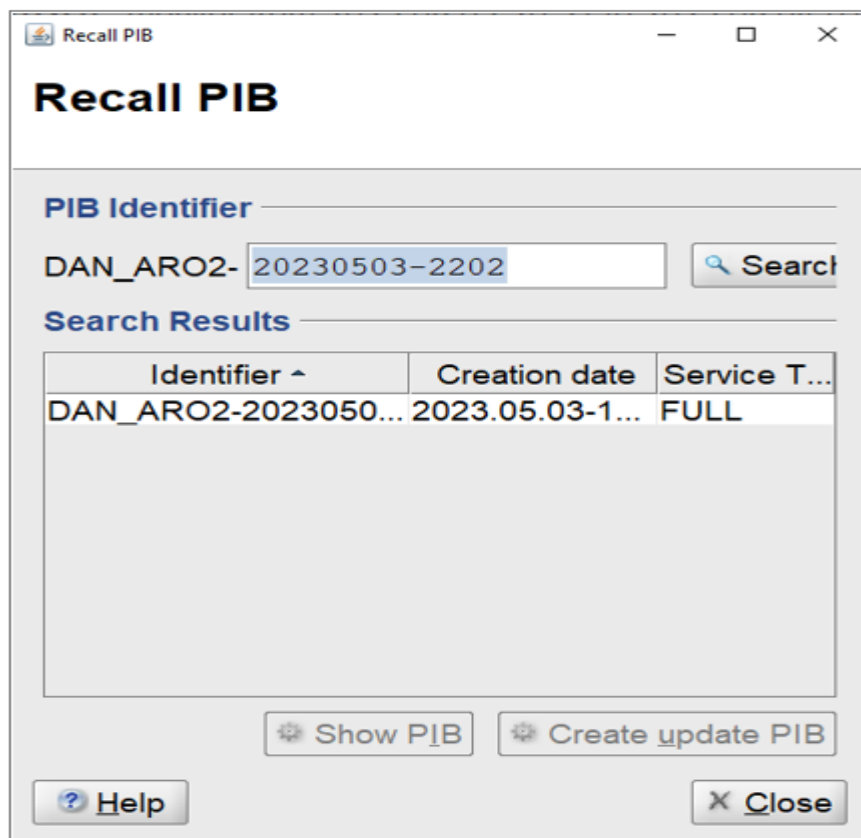 Recall PIB
Recall PIB
PIB Identifier
DAN_ARO2- 20230503-2202 Search
Search Results
Identifier Creation date Service T...
DAN_ARO2-2023050... 2023.05.03-1... FULL
Show PIB Create update PIB
Help Close